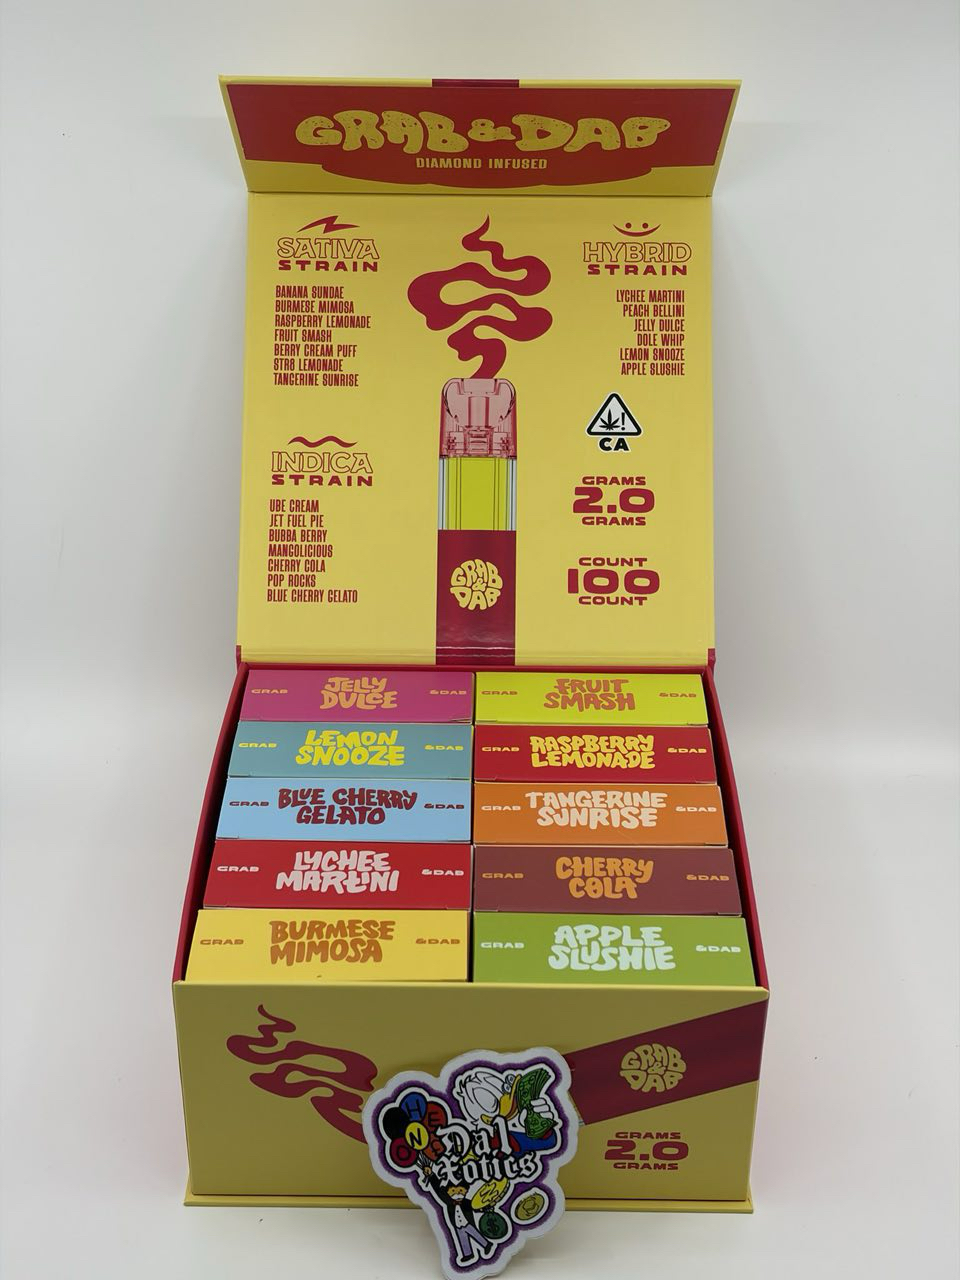 GRAB & DAB
DIAMOND INFUSED
SATIVA
STRAIN
BANANA SUNDAE
BURMESE MIMOSA
RASPBERRY LEMONADE
FRUIT SMASH
BERRY CREAM PUFF
STR8 LEMONADE
TANGERINE SUNRISE
HYBRID
STRAIN
LYCHEE MARTINI
PEACH BELLINI
JELLY DULCE
DOLE WHIP
LEMON SNOOZE
APPLE SLUSHIE
!
CA
INDICA
STRAIN
UBE CREAM
JET FUEL PIE
BUBBA BERRY
MANGOLICIOUS
CHERRY COLA
POP ROCKS
BLUE CHERRY GELATO
GRAMS
2.0
GRAMS
COUNT
100
COUNT
GRAB
&
DAB
GRAB JELLY &DAB
DULCE
GRAB FRUIT &DAB
SMASH
GRAB LEMON &DAB
SNOOZE
GRAB RASPBERRY &DAB
LEMONADE
GRAB BLUE CHERRY &DAB
GELATO
GRAB TANGERINE &DAB
SUNRISE
GRAB LYCHEE &DAB
MARTINI
GRAB CHERRY &DAB
COLA
GRAB BURMESE &DAB
MIMOSA
GRAB APPLE &DAB
SLUSHIE
GRAB
&
DAB
GRAMS
2.0
GRAMS
Dal
Xotics
$